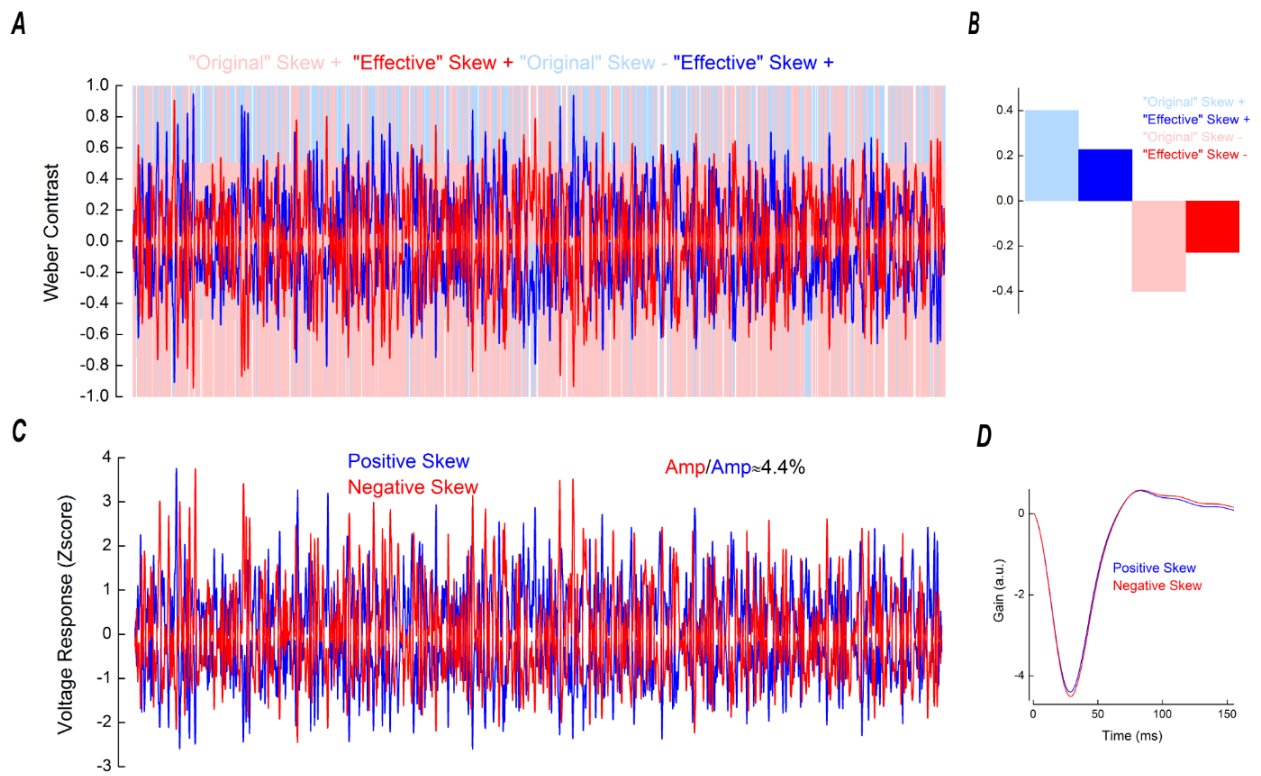 A
"Original" Skew + "Effective" Skew + "Original" Skew - "Effective" Skew +
Weber Contrast
1.0
0.8
0.6
0.4
0.2
0.0
-0.2
-0.4
-0.6
-0.8
-1.0
B
"Original" Skew +
"Effective" Skew +
"Original" Skew -
"Effective" Skew -
0.4
0.2
0.0
-0.2
-0.4
C
Positive Skew
Negative Skew
Amp/Amp≈4.4%
Voltage Response (Zscore)
4
3
2
1
0
-1
-2
-3
D
Positive Skew
Negative Skew
Gain (a.u.)
0
-2
-4
0 50 100 150
Time (ms)